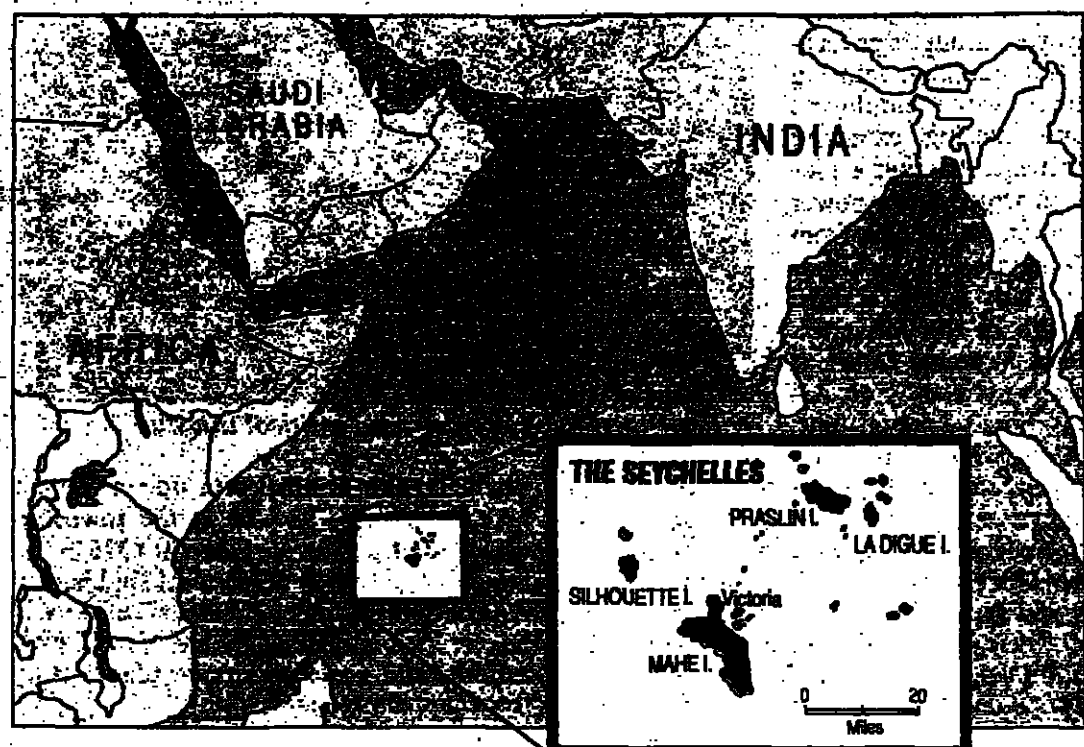 SAUDI
ARABIA
INDIA
AFRICA
THE SEYCHELLES
PRASLIN I.
LA DIGUE I.
SILHOUETTE I.
Victoria
MAHE I.
0 20
Miles